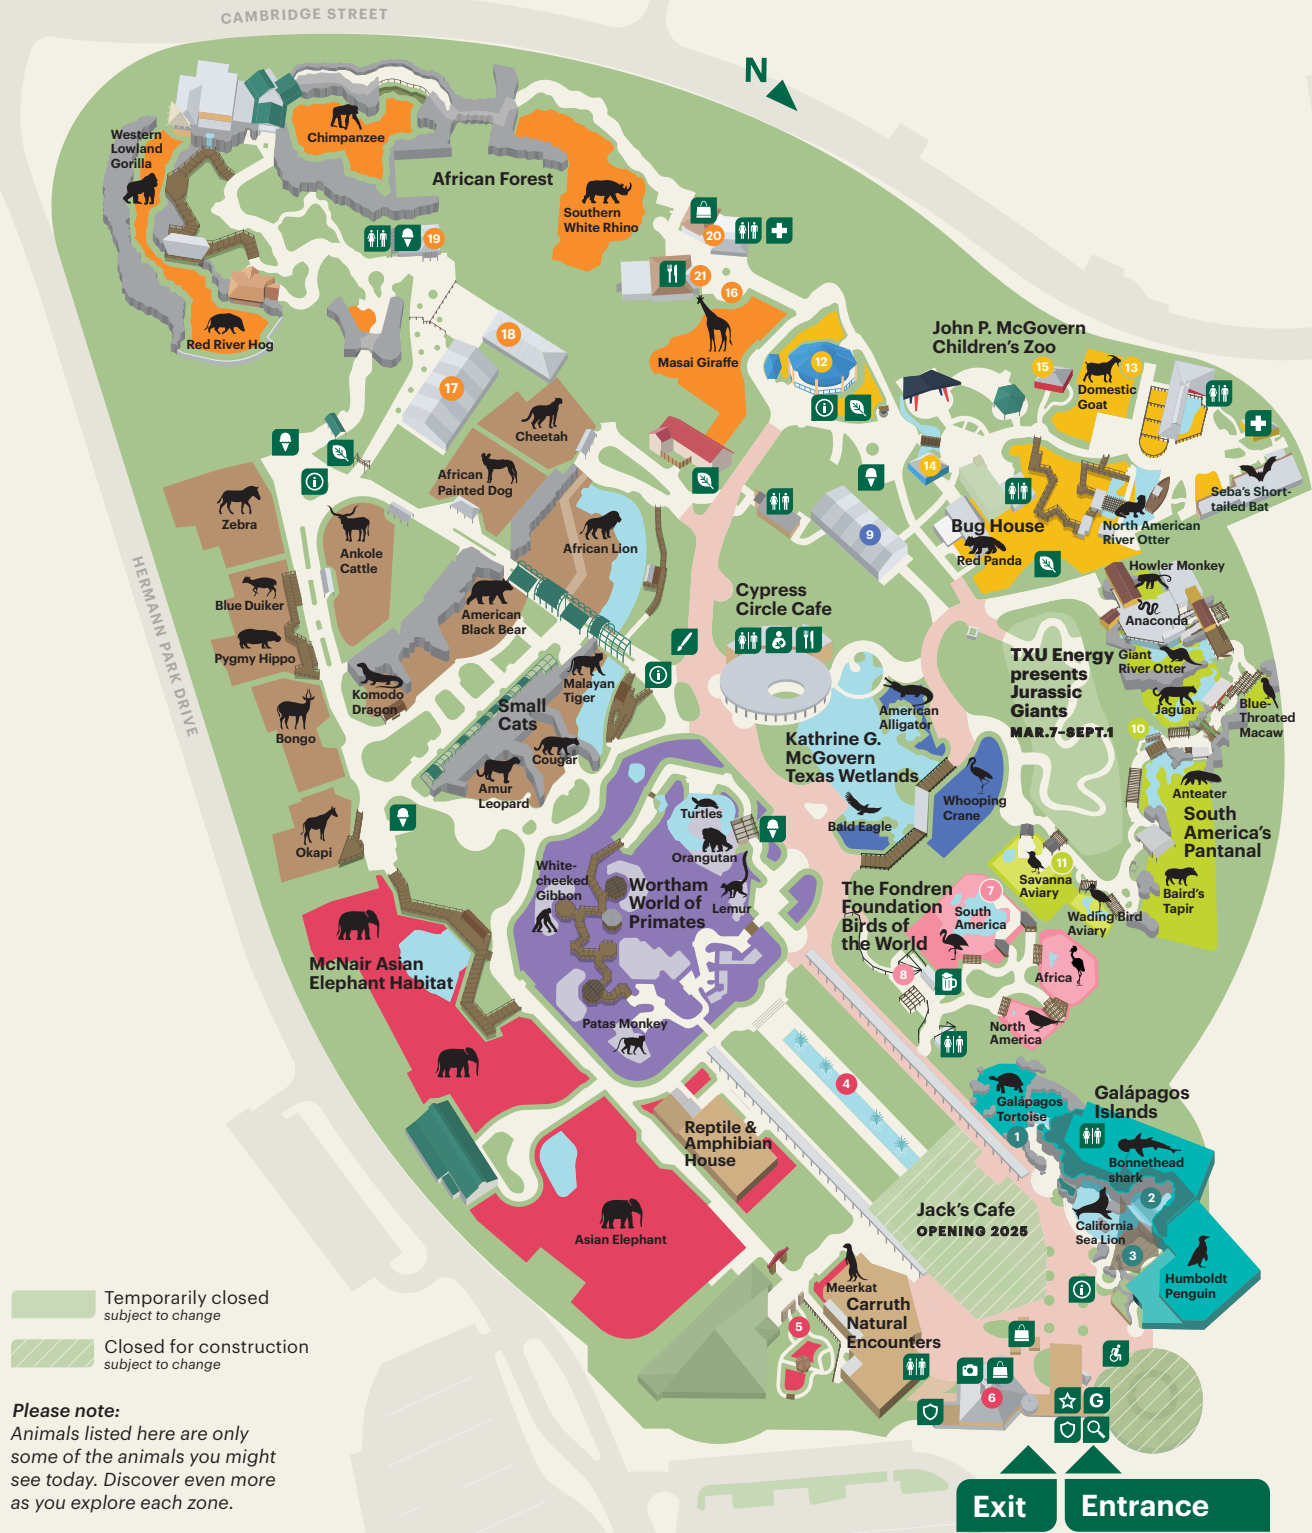 CAMBRIDGE STREET
N
Western
Lowland
Gorilla
Chimpanzee
African Forest
Southern
White Rhino
19
20
21
16
Red River Hog
18
17
Masai Giraffe
12
John P. McGovern
Children's Zoo
15
13
Domestic
Goat
Cheetah
African
Painted Dog
14
Seba's Short-
tailed Bat
Zebra
Ankole
Cattle
African Lion
9
Bug House
Red Panda
North American
River Otter
HERMANN PARK DRIVE
Blue Duiker
Pygmy Hippo
American
Black Bear
Cypress
Circle Cafe
Howler Monkey
Anaconda
Giant
River Otter
Jaguar
Blue-
Throated
Macaw
TXU Energy
presents
Jurassic
Giants
MAR.7–SEPT.1
10
Komodo
Dragon
Malayan
Tiger
Small
Cats
Cougar
Amur
Leopard
Bongo
Okapi
American
Alligator
Kathrine G.
McGovern
Texas Wetlands
Whooping
Crane
Bald Eagle
Anteater
South
America's
Pantanal
Baird's
Tapir
Turtles
Orangutan
White-
cheeked
Gibbon
Wortham
World of
Primates
Lemur
Patas Monkey
11
Savanna
Aviary
Wading Bird
Aviary
The Fondren
Foundation
Birds of
the World
7
South
America
8
Africa
North
America
McNair Asian
Elephant Habitat
4
Galápagos
Tortoise
1
Galápagos
Islands
Bonnethead
shark
2
California
Sea Lion
3
Humboldt
Penguin
Reptile &
Amphibian
House
Jack's Cafe
OPENING 2025
Asian Elephant
Meerkat
Carruth
Natural
Encounters
5
6
G
Exit
Entrance
Temporarily closed
subject to change
Closed for construction
subject to change
Please note:
Animals listed here are only
some of the animals you might
see today. Discover even more
as you explore each zone.